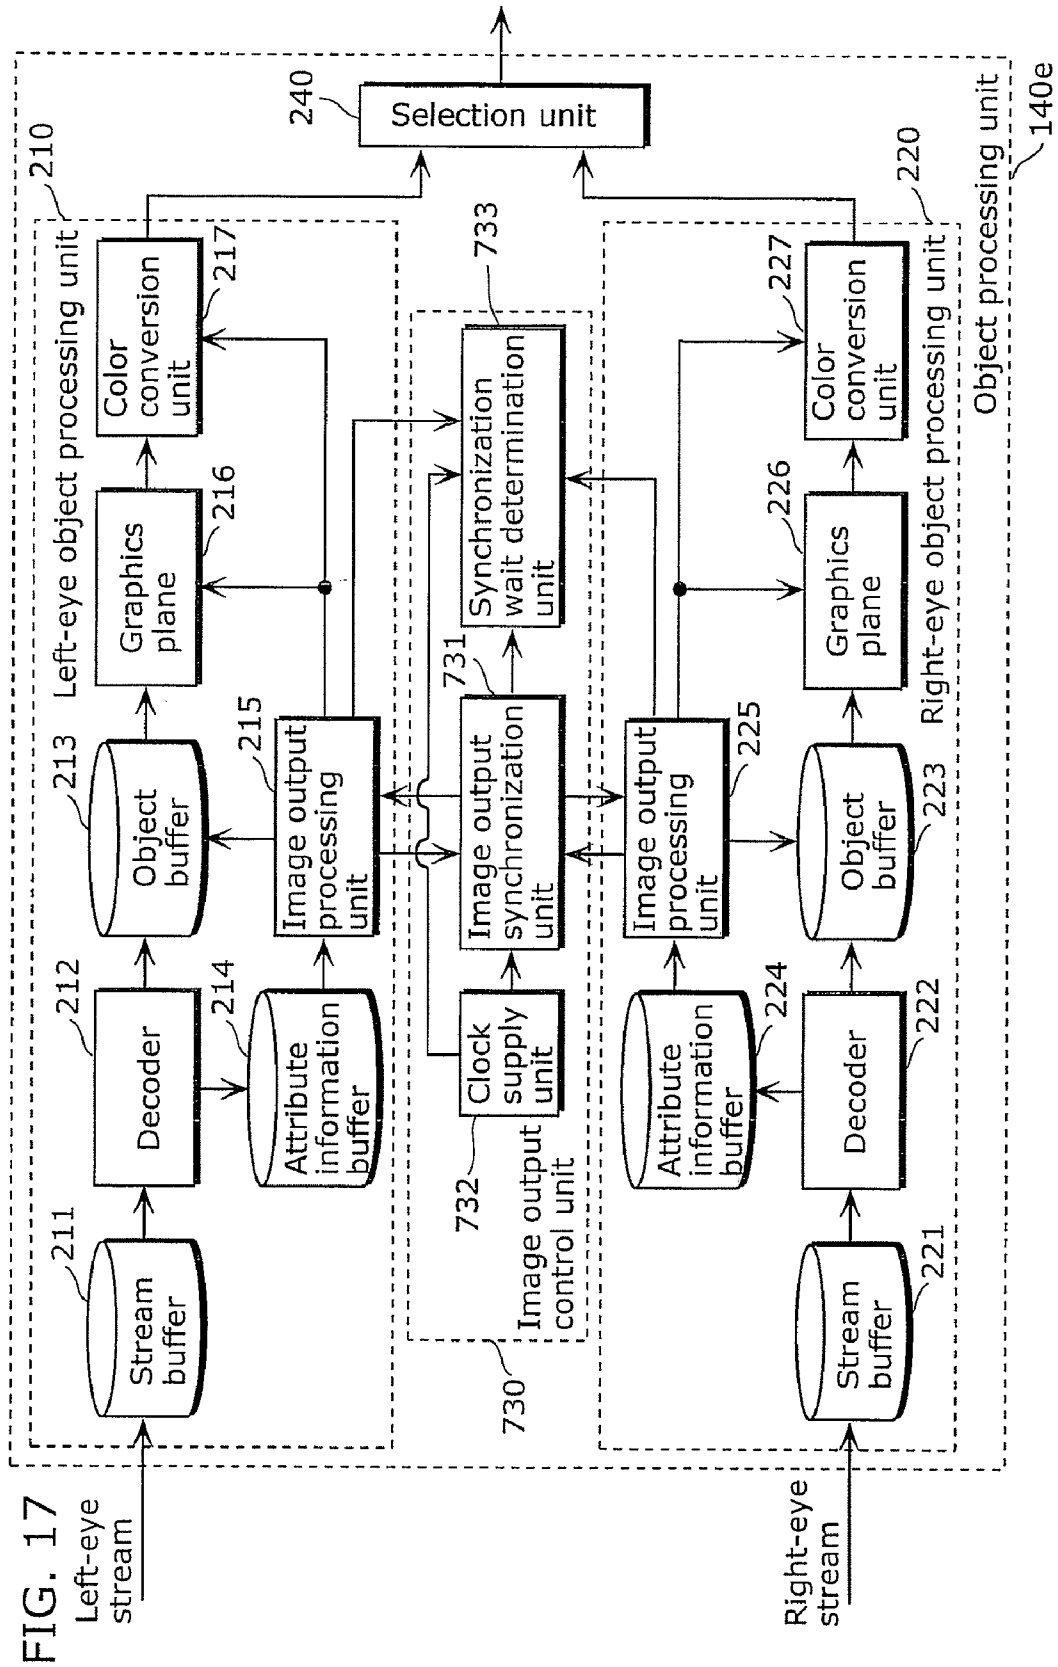 FIG. 17
Left-eye
stream
Right-eye
stream
Object processing unit
140e
Left-eye object processing unit
210
Stream
buffer
211
Decoder
212
Object
buffer
213
Attribute
information
buffer
214
Image output
processing
unit
215
Graphics
plane
216
Color
conversion
unit
217
Image output
control unit
730
Clock
supply
unit
732
Image output
synchronization
unit
731
Synchronization
wait determination
unit
733
Selection unit
240
Right-eye object processing unit
220
Stream
buffer
221
Decoder
222
Object
buffer
223
Attribute
information
buffer
224
Image output
processing
unit
225
Graphics
plane
226
Color
conversion
unit
227